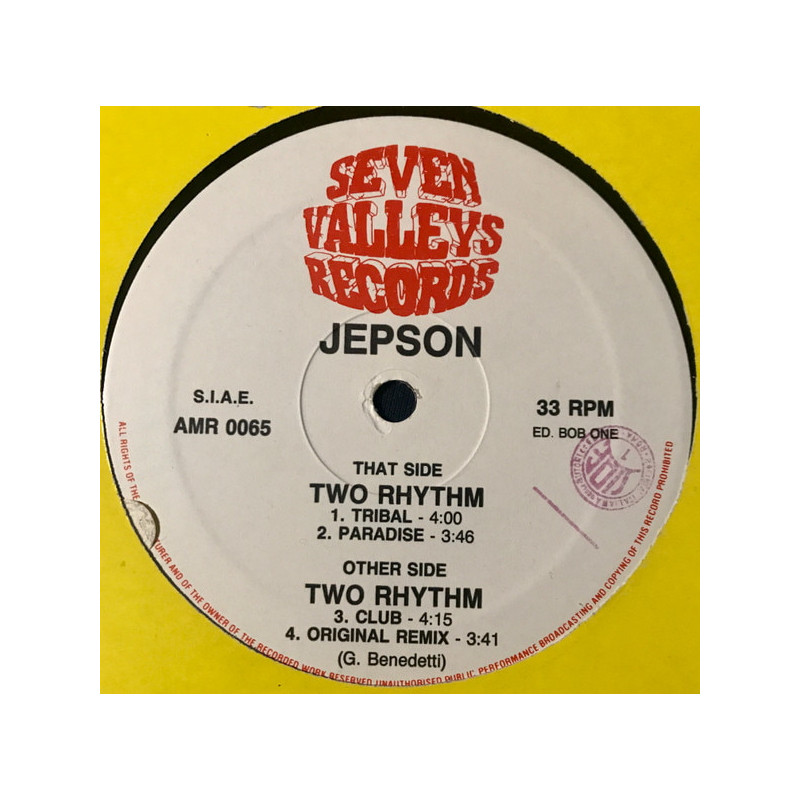 SEVEN
VALLEYS
RECORDS
JEPSON
S.I.A.E.
AMR 0065
33 RPM
ED. BOB ONE
THAT SIDE
TWO RHYTHM
1. TRIBAL - 4:00
2. PARADISE - 3:46
OTHER SIDE
TWO RHYTHM
3. CLUB - 4:15
4. ORIGINAL REMIX - 3:41
(G. Benedetti)
ALL RIGHTS OF THE
AND OF THE OWNER OF THE RECORDED WORK RESERVED UNAUTHORISED PUBLIC PERFORMANCE BROADCASTING AND COPYING OF THIS RECORD PROHIBITED